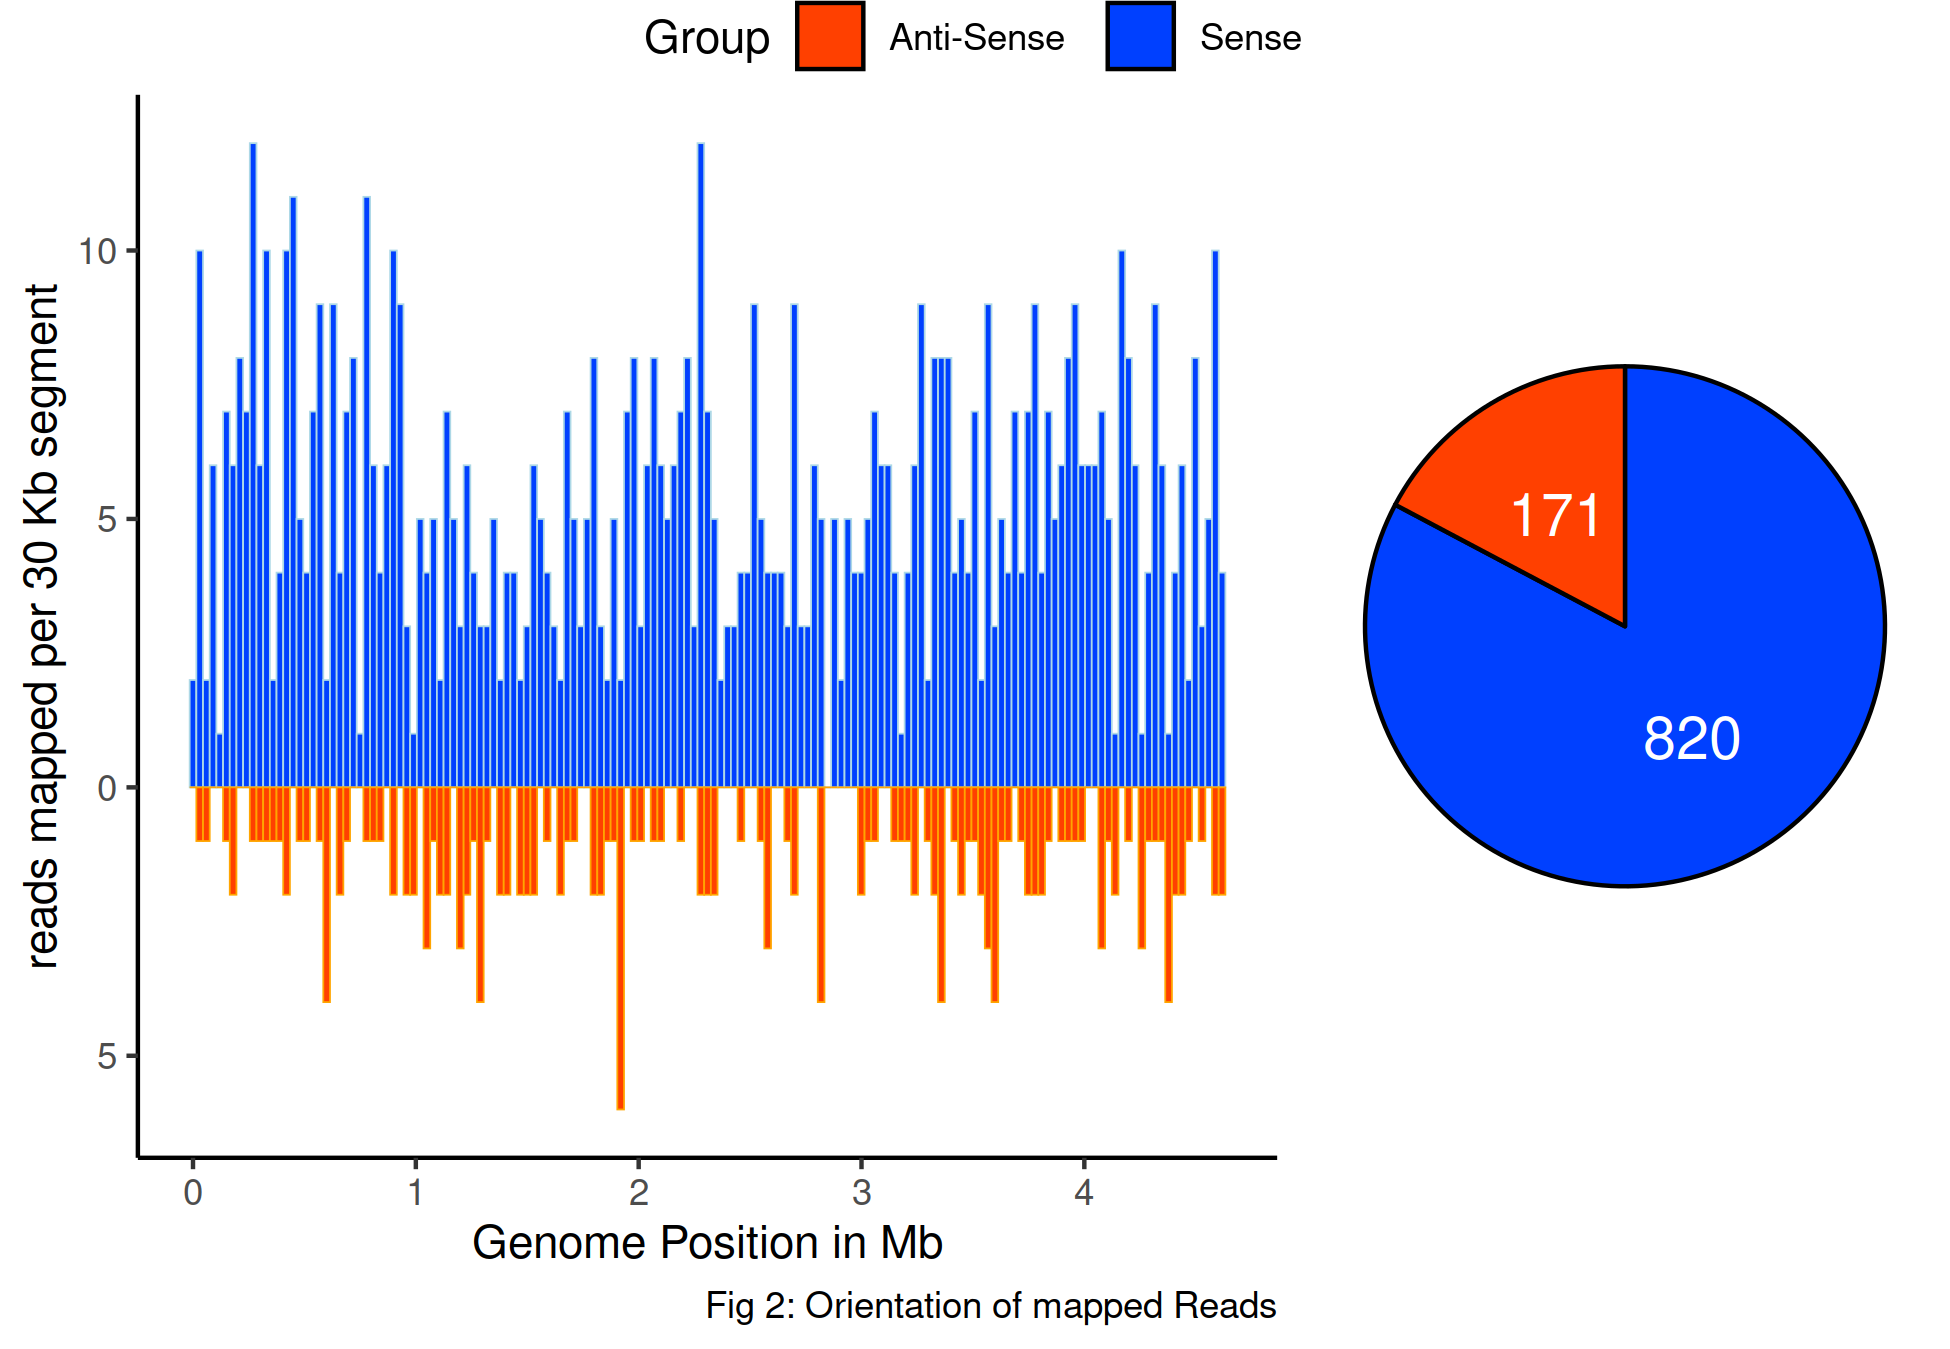 Group Anti-Sense Sense
reads mapped per 30 Kb segment
10
5
0
5
0 1 2 3 4
Genome Position in Mb
171
820
Fig 2: Orientation of mapped Reads